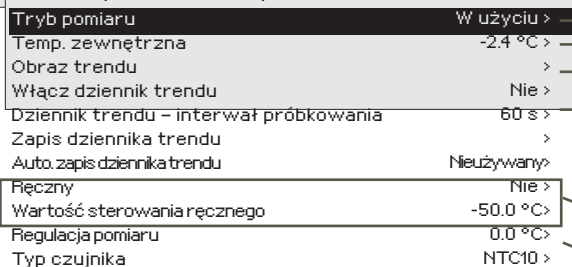 Tryb pomiaru W użyciu >
Temp. zewnętrzna -2.4 °C >
Obraz trendu >
Włącz dziennik trendu Nie >
Dziennik trendu – interwał próbkowania 60 s >
Zapis dziennika trendu >
Auto. zapis dziennika trendu Nieużywany>
Ręczny Nie >
Wartość sterowania ręcznego -50.0 °C>
Regulacja pomiaru 0.0 °C>
Typ czujnika NTC10 >